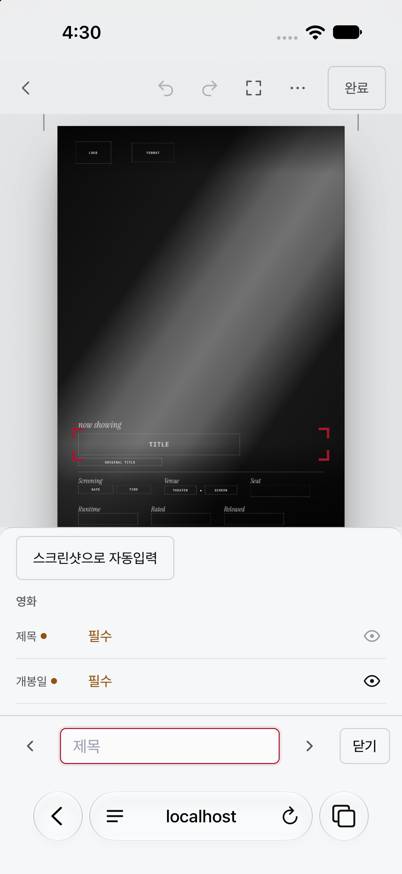 4:30
완료
LOGO
FORMAT
now showing
TITLE
ORIGINAL TITLE
Screening
Venue
Seat
DATE
TIME
THEATER
SCREEN
Runtime
Rated
Released
스크린샷으로 자동입력
영화
제목
필수
개봉일
필수
제목
닫기
localhost